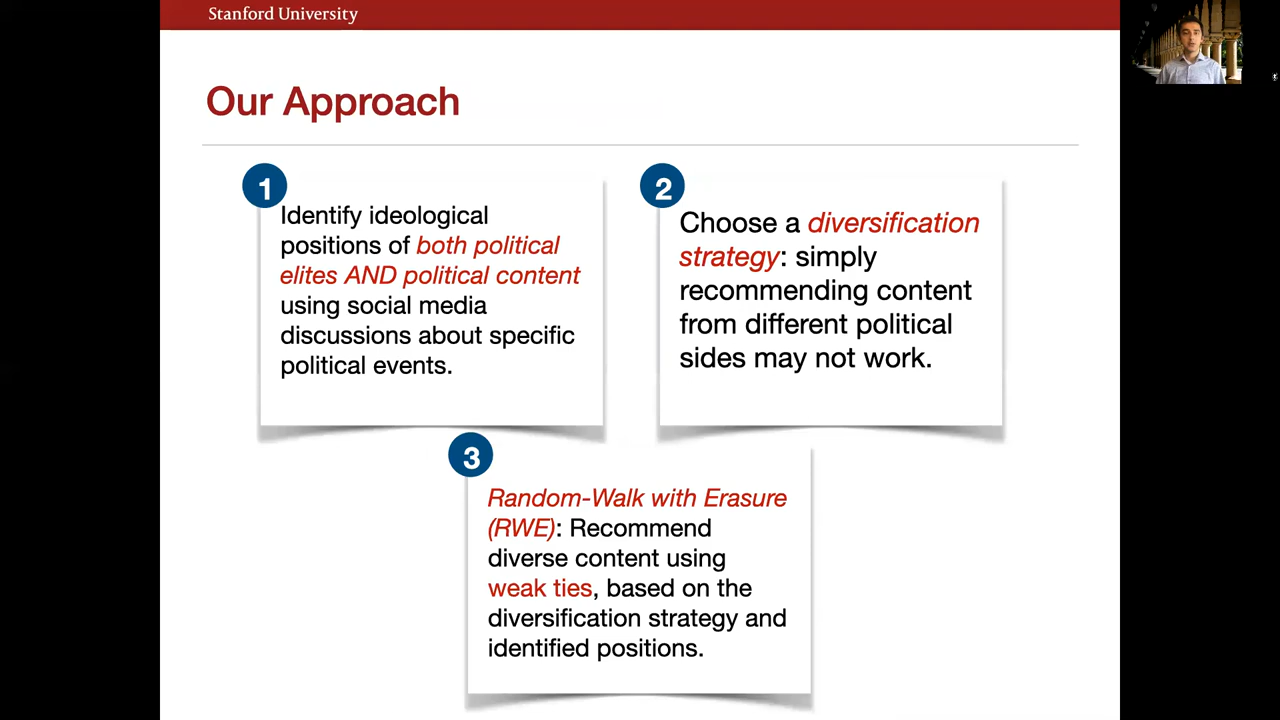 Stanford University
Our Approach
1
Identify ideological
positions of both political
elites AND political content
using social media
discussions about specific
political events.
2
Choose a diversification
strategy: simply
recommending content
from different political
sides may not work.
3
Random-Walk with Erasure
(RWE): Recommend
diverse content using
weak ties, based on the
diversification strategy and
identified positions.